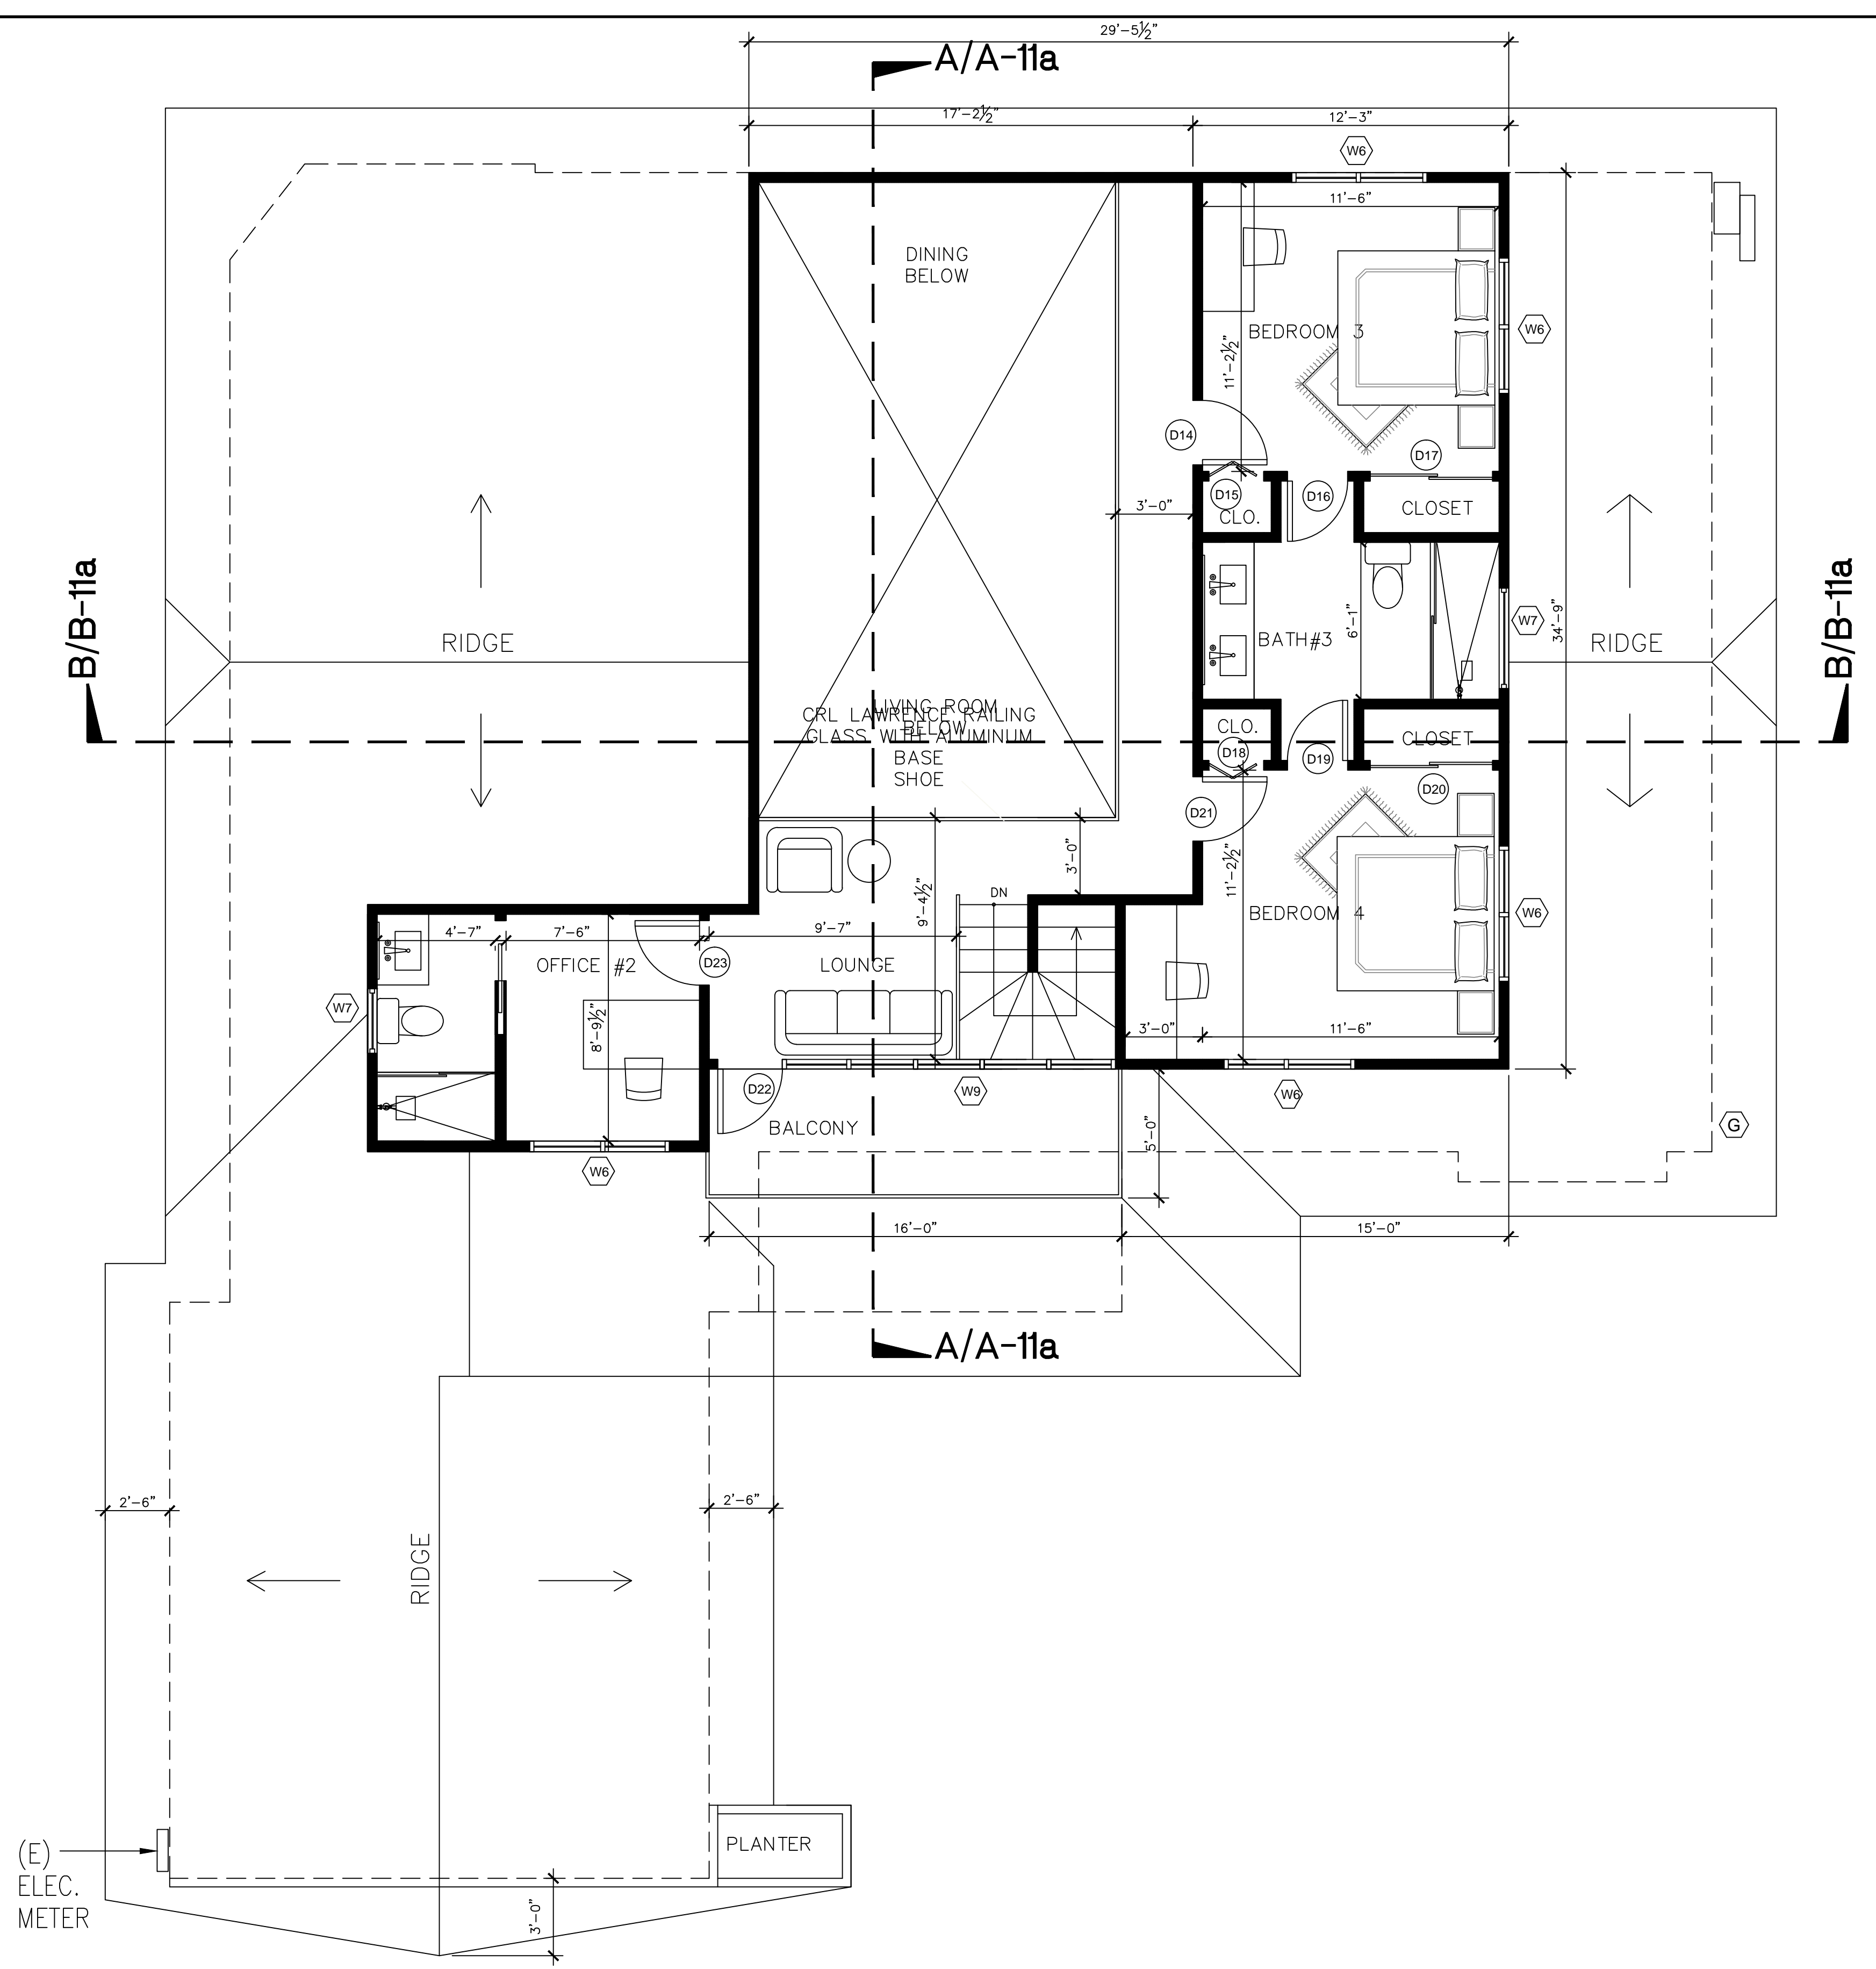 29'-5½"
A/A-11a
17'-2½"
12'-3"
W6
11'-6"
DINING
BELOW
BEDROOM 3
W6
11'-2½"
D14
D17
D15
D16
CLO.
CLOSET
3'-0"
B/B-11a
B/B-11a
RIDGE
BATH#3
6'-1"
W7
34'-9"
RIDGE
LIVING ROOM
BELOW
CRL LAWRENCE RAILING
GLASS WITH ALUMINUM
BASE
SHOE
CLO.
D18
D19
CLOSET
D20
D21
3'-0"
11'-2½"
9'-4½"
DN
BEDROOM 4
W6
4'-7"
7'-6"
9'-7"
OFFICE #2
D23
LOUNGE
W7
8'-9½"
3'-0"
11'-6"
D22
W9
W6
BALCONY
5'-0"
G
W6
16'-0"
15'-0"
A/A-11a
2'-6"
2'-6"
RIDGE
PLANTER
(E)
ELEC.
METER
3'-0"